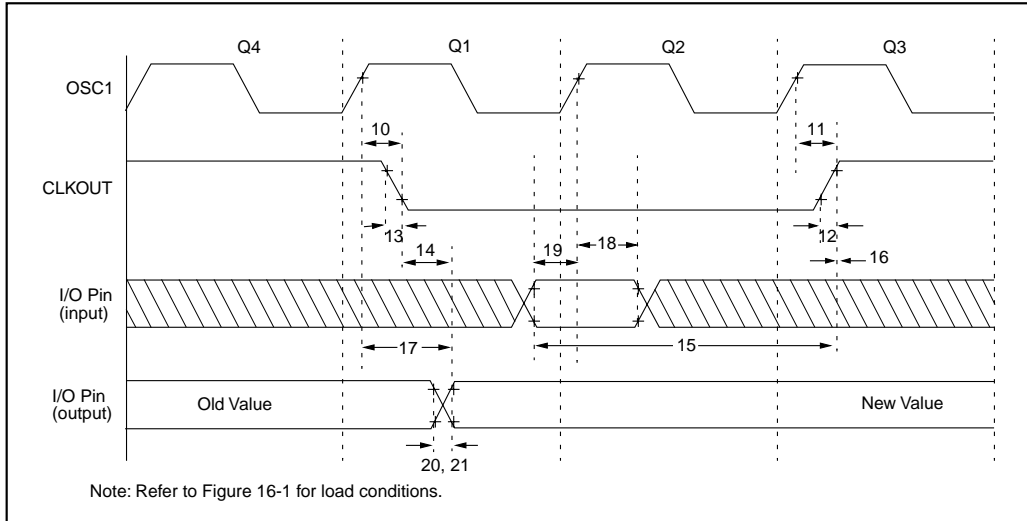 Q4 Q1 Q2 Q3
OSC1
10 11
CLKOUT
13 12
14 19 18 16
I/O Pin
(input)
17 15
I/O Pin
(output)
Old Value New Value
20, 21
Note: Refer to Figure 16-1 for load conditions.